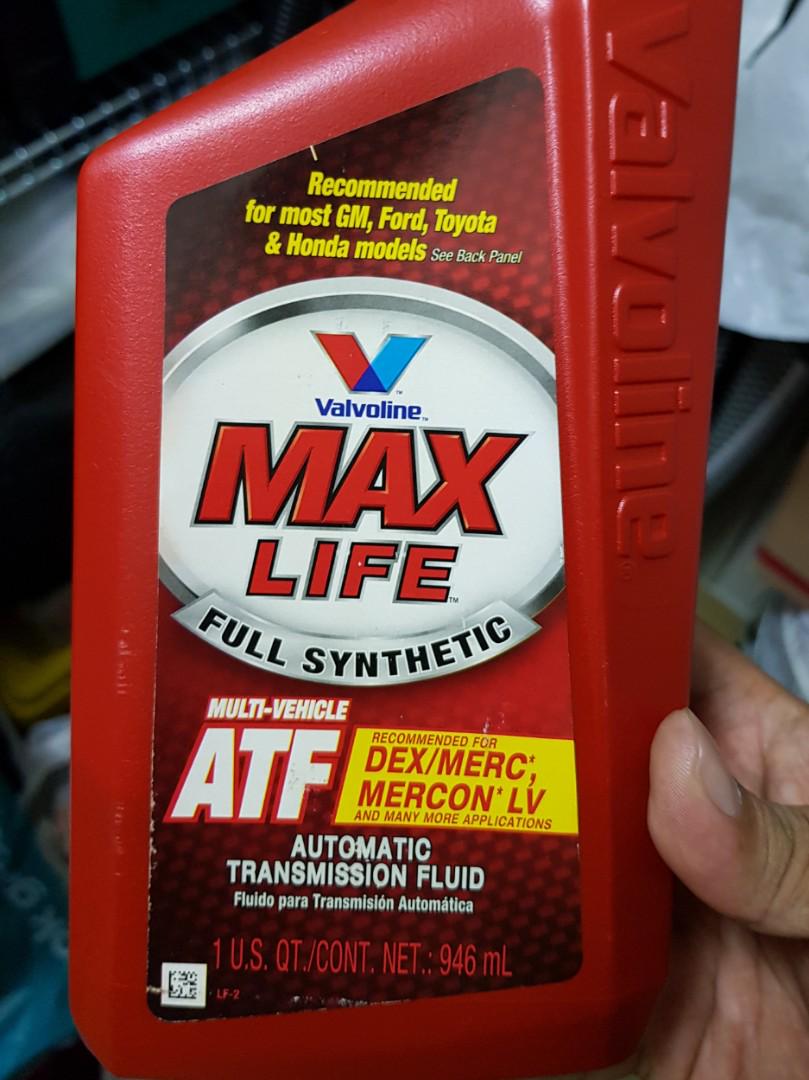 Recommended
for most GM, Ford, Toyota
& Honda models See Back Panel
Valvoline™
MAX
LIFE™
FULL SYNTHETIC
MULTI-VEHICLE
ATF
RECOMMENDED FOR
DEX/MERC*,
MERCON* LV
AND MANY MORE APPLICATIONS
AUTOMATIC
TRANSMISSION FLUID
Fluido para Transmisión Automática
1 U.S. QT./CONT. NET.: 946 mL
LF-2
Valvoline®